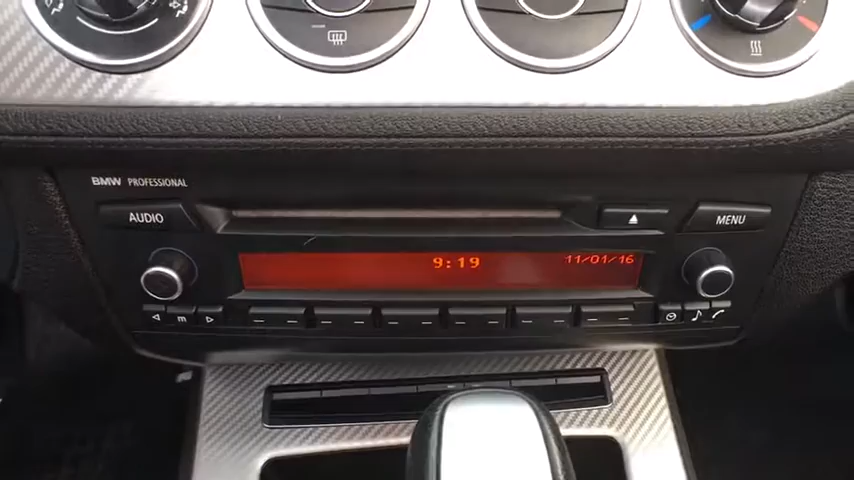 BMW PROFESSIONAL
AUDIO
MENU
9:19
11/01/16
m